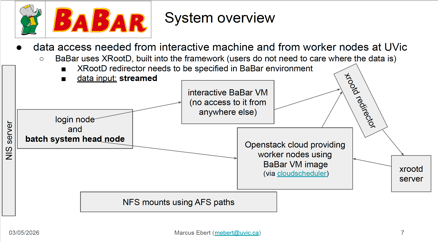 BABAR
System overview
● data access needed from interactive machine and from worker nodes at UVic
○ BaBar uses XRootD, built into the framework (users do not need to care where the data is)
■ XRootD redirector needs to be specified in BaBar environment
■ data input: streamed
NIS server
login node
and
batch system head node
interactive BaBar VM
(no access to it from
anywhere else)
xrootd redirector
Openstack cloud providing
worker nodes using
BaBar VM image
(via cloudscheduler)
xrootd
server
NFS mounts using AFS paths
03/05/2026
Marcus Ebert (mebert@uvic.ca)
7